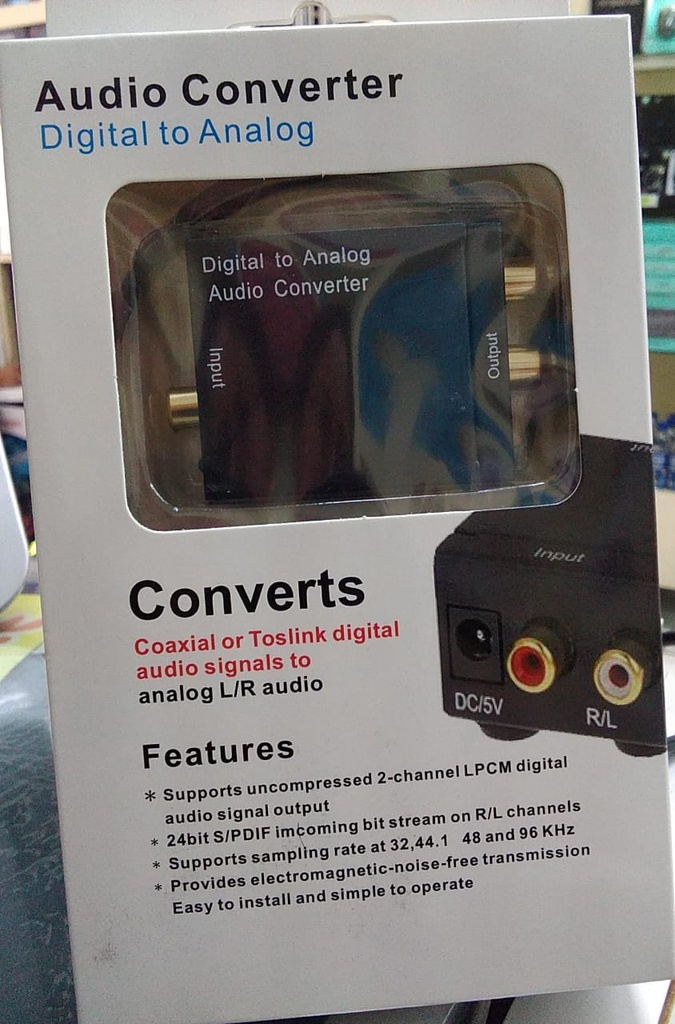 Audio Converter
Digital to Analog
Digital to Analog
Audio Converter
Input
Output
Input
DC/5V
R/L
Converts
Coaxial or Toslink digital
audio signals to
analog L/R audio
Features
* Supports uncompressed 2-channel LPCM digital
audio signal output
* 24bit S/PDIF imcoming bit stream on R/L channels
* Supports sampling rate at 32,44.1 48 and 96 KHz
* Provides electromagnetic-noise-free transmission
Easy to install and simple to operate